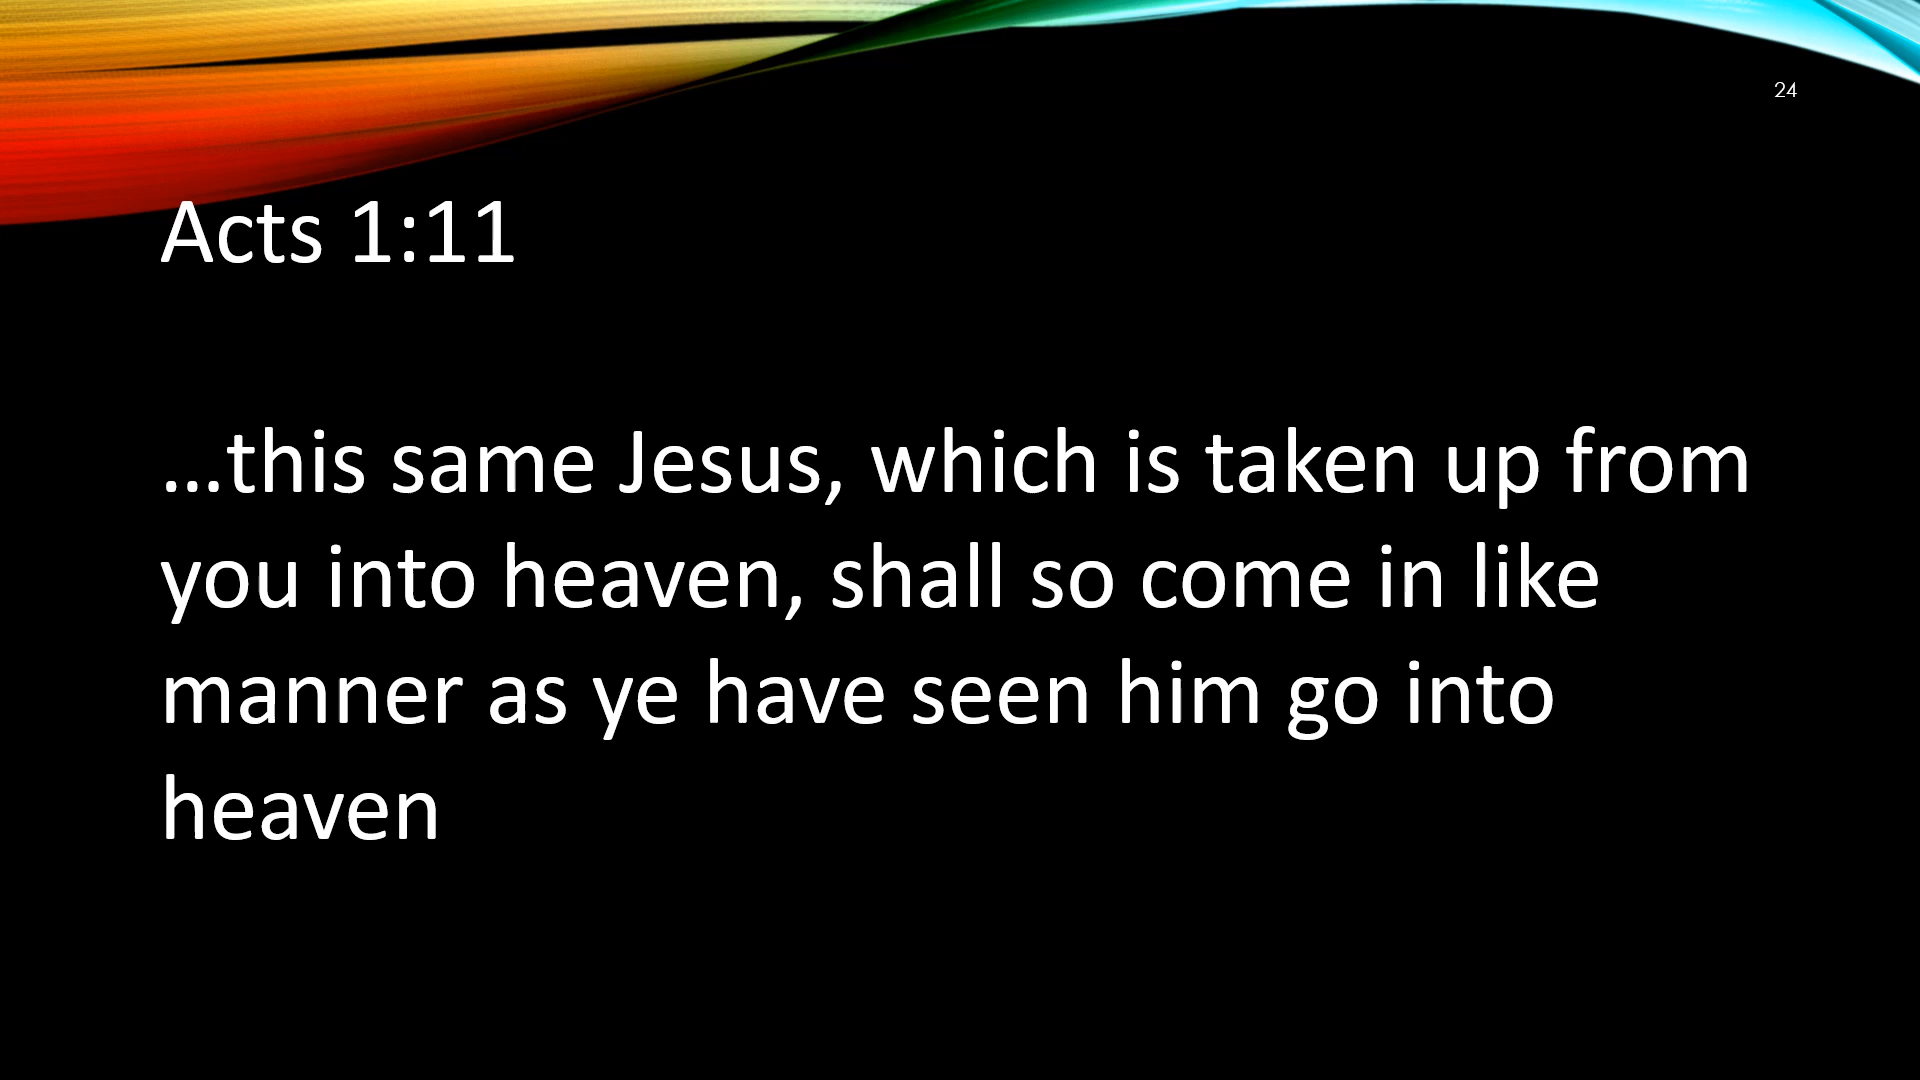 24
Acts 1:11
…this same Jesus, which is taken up from
you into heaven, shall so come in like
manner as ye have seen him go into
heaven